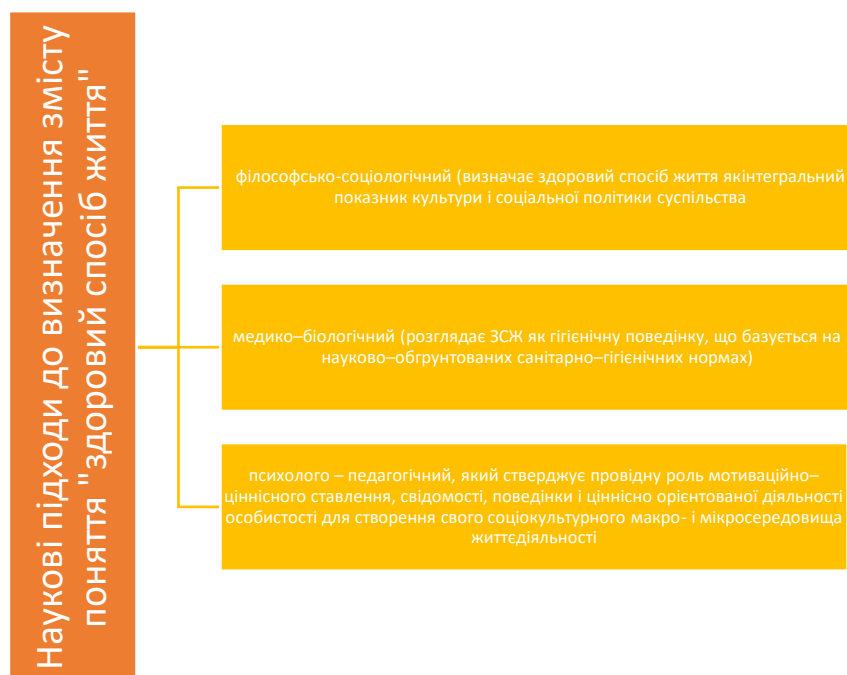 Наукові підходи до визначення змісту
поняття "здоровий спосіб життя"
філософсько-соціологічний (визначає здоровий спосіб життя якінтегральний
показник культури і соціальної політики суспільства
медико–біологічний (розглядає ЗСЖ як гігієнічну поведінку, що базується на
науково–обгрунтованих санітарно–гігієнічних нормах)
психолого – педагогічний, який стверджує провідну роль мотиваційно–
ціннісного ставлення, свідомості, поведінки і ціннісно орієнтованої діяльності
особистості для створення свого соціокультурного макро- і мікросередовища
життєдіяльності